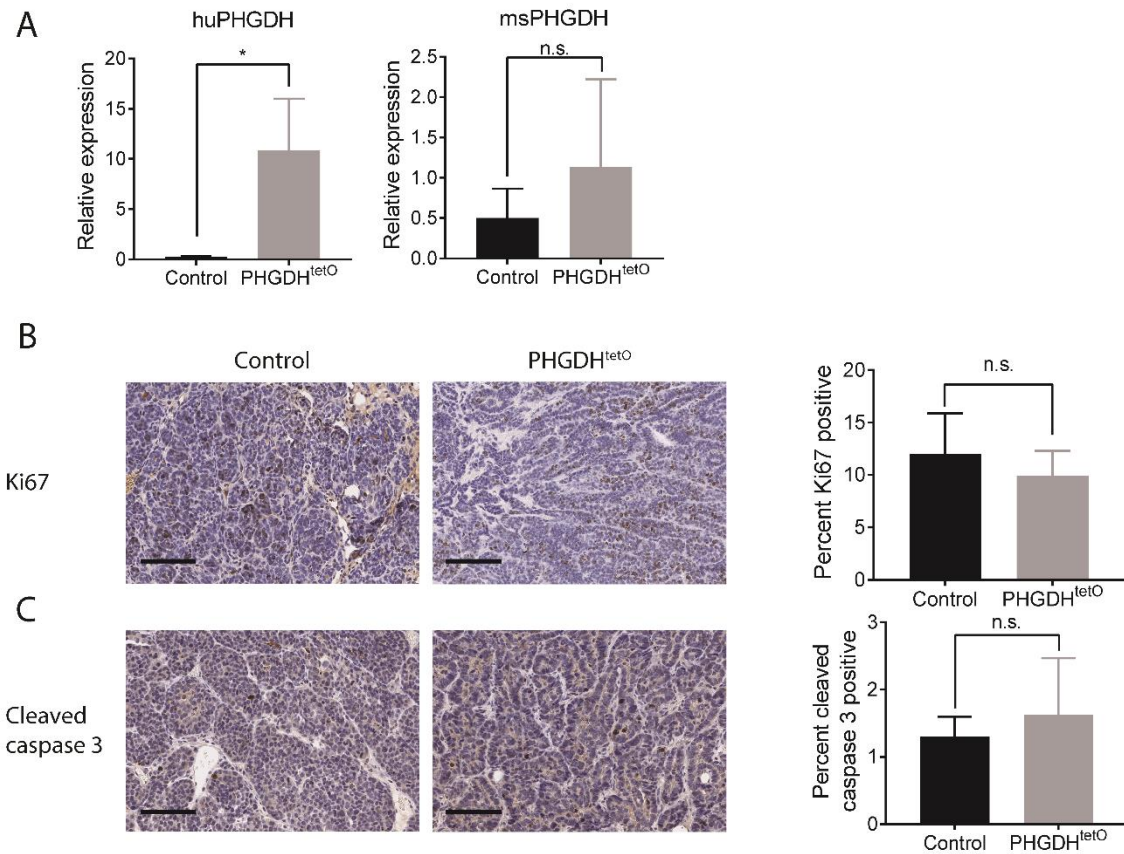 A
huPHGDH
Relative expression
20
15
10
5
0
*
Control
PHGDHtetO
msPHGDH
Relative expression
2.5
2.0
1.5
1.0
0.5
0.0
n.s.
Control
PHGDHtetO
B
Control
PHGDHtetO
Ki67
Percent Ki67 positive
20
15
10
5
0
n.s.
Control
PHGDHtetO
C
Cleaved
caspase 3
Percent cleaved
caspase 3 positive
3
2
1
0
n.s.
Control
PHGDHtetO